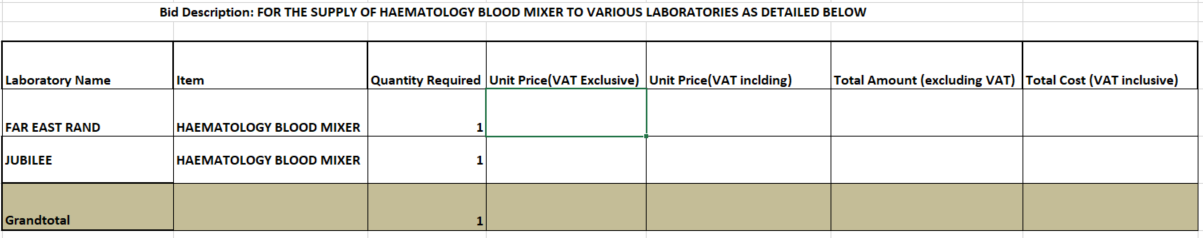 Bid Description: FOR THE SUPPLY OF HAEMATOLOGY BLOOD MIXER TO VARIOUS LABORATORIES AS DETAILED BELOW
Laboratory Name Item Quantity Required Unit Price(VAT Exclusive) Unit Price(VAT inclding) Total Amount (excluding VAT) Total Cost (VAT inclusive)
FAR EAST RAND HAEMATOLOGY BLOOD MIXER 1
JUBILEE HAEMATOLOGY BLOOD MIXER 1
Grandtotal 1